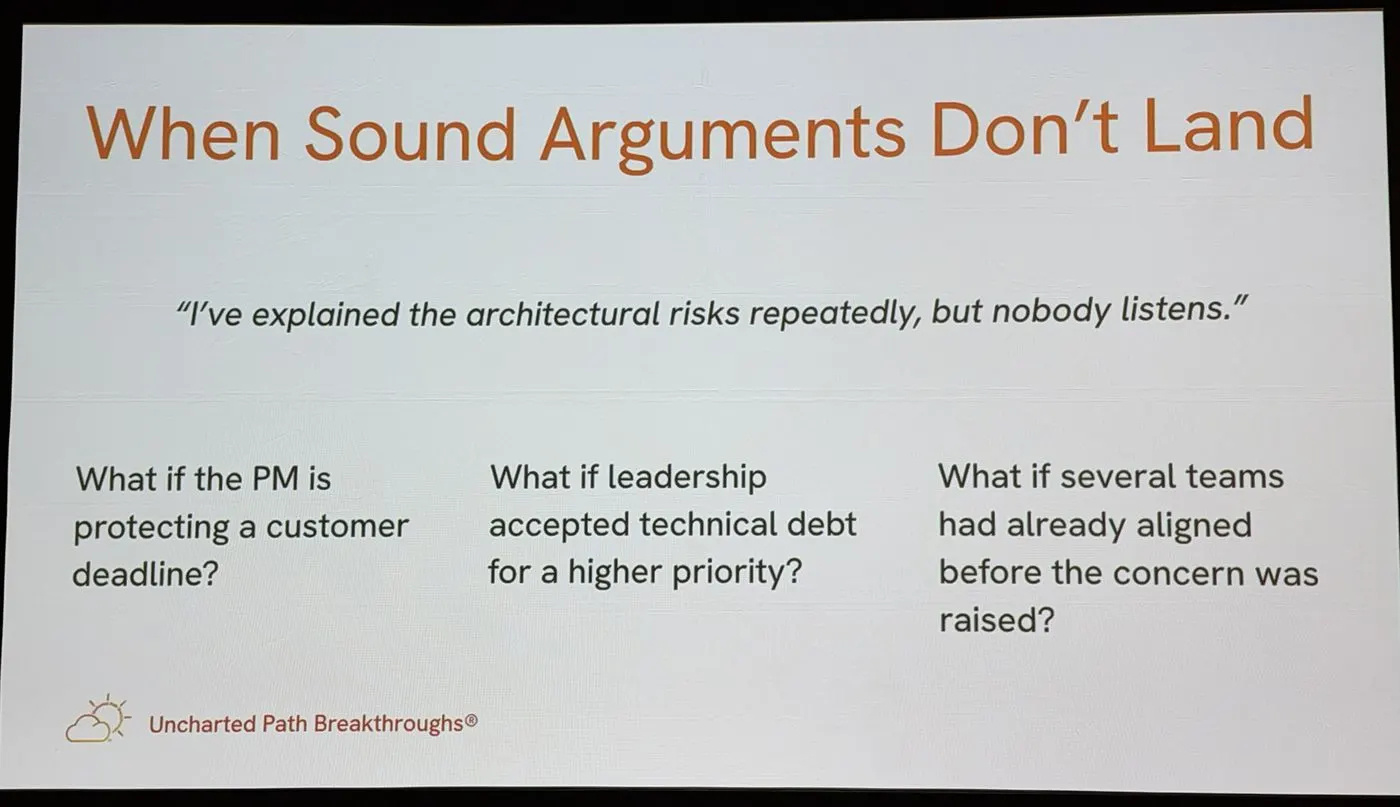 When Sound Arguments Don’t Land
“I’ve explained the architectural risks repeatedly, but nobody listens.”
What if the PM is
protecting a customer
deadline?
What if leadership
accepted technical debt
for a higher priority?
What if several teams
had already aligned
before the concern was
raised?
Uncharted Path Breakthroughs®